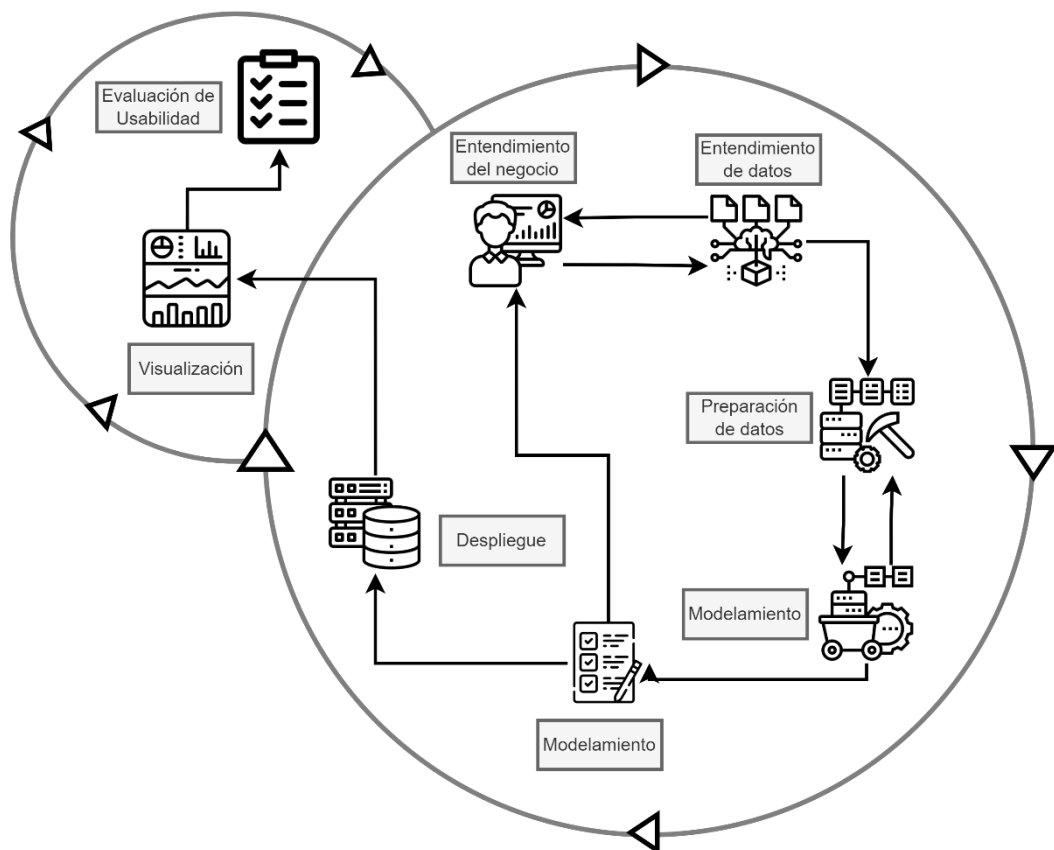 Evaluación de
Usabilidad
Entendimiento
del negocio
Entendimiento
de datos
Visualización
Preparación
de datos
Despliegue
Modelamiento
Modelamiento